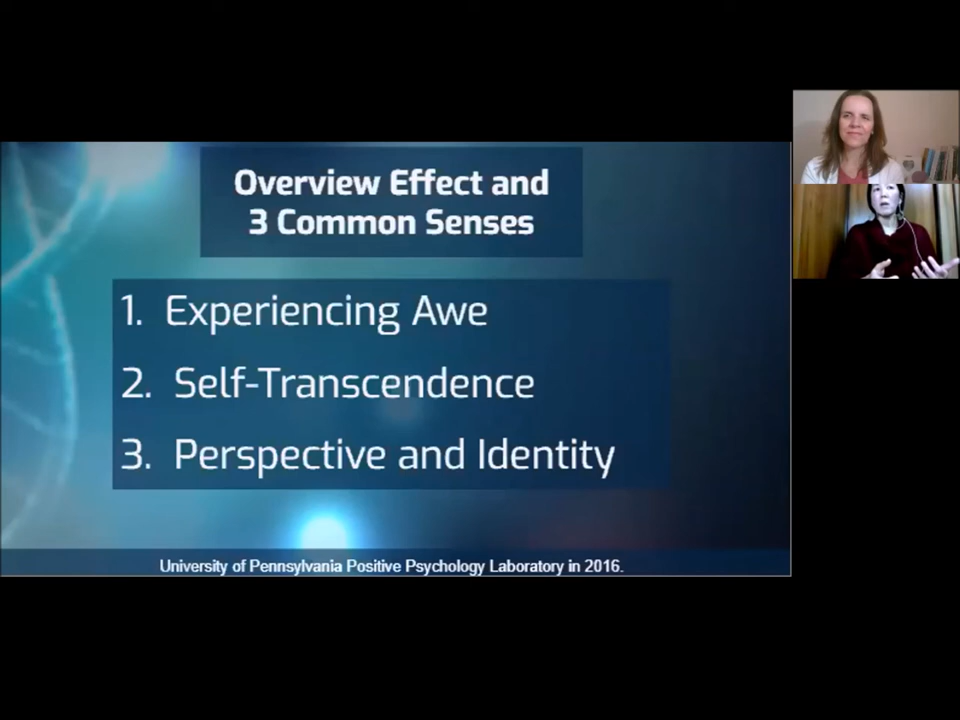 Overview Effect and
3 Common Senses
1. Experiencing Awe
2. Self-Transcendence
3. Perspective and Identity
University of Pennsylvania Positive Psychology Laboratory in 2016.